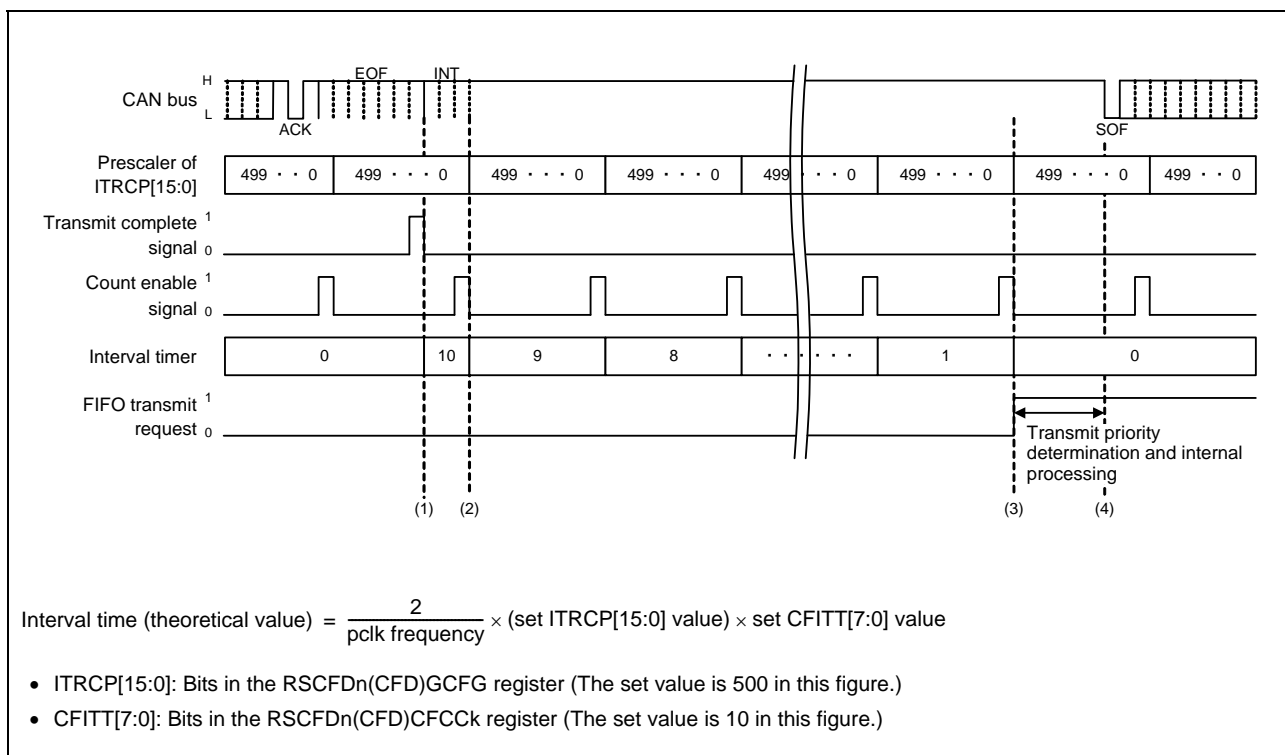 H
EOF
INT
CAN bus
L
ACK
SOF
Prescaler of
ITRCP[15:0]
499 · · 0
499 · · · 0
499 · · · 0
499 · · · 0
499 · · · 0
499 · · · 0
499 · · · 0
499 · · 0
Transmit complete 1
signal 0
Count enable 1
signal 0
Interval timer
0
10
9
8
· · · · · · ·
1
0
FIFO transmit 1
request 0
Transmit priority
determination and internal
processing
(1)
(2)
(3)
(4)
Interval time (theoretical value) = 2 / pclk frequency × (set ITRCP[15:0] value) × set CFITT[7:0] value
• ITRCP[15:0]: Bits in the RSCFDn(CFD)GCFG register (The set value is 500 in this figure.)
• CFITT[7:0]: Bits in the RSCFDn(CFD)CFCCk register (The set value is 10 in this figure.)